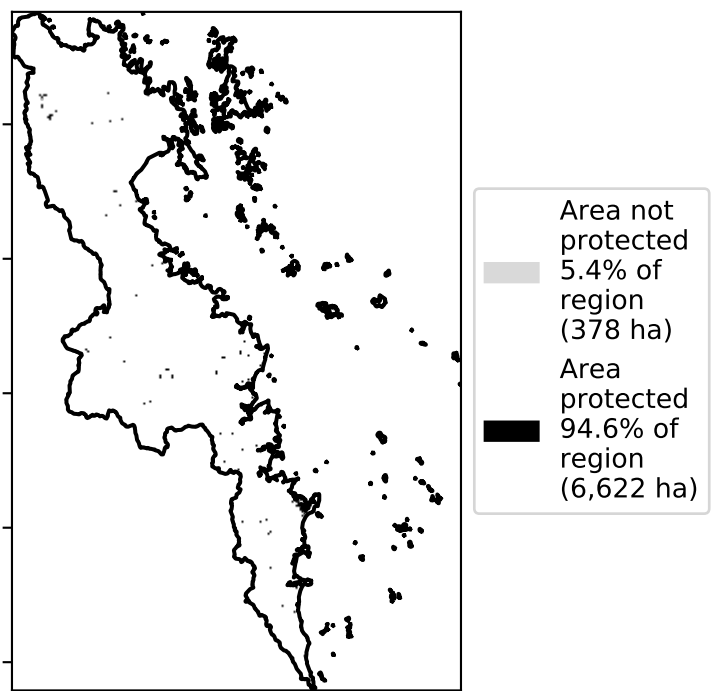 Area not
protected
5.4% of
region
(378 ha)
Area
protected
94.6% of
region
(6,622 ha)